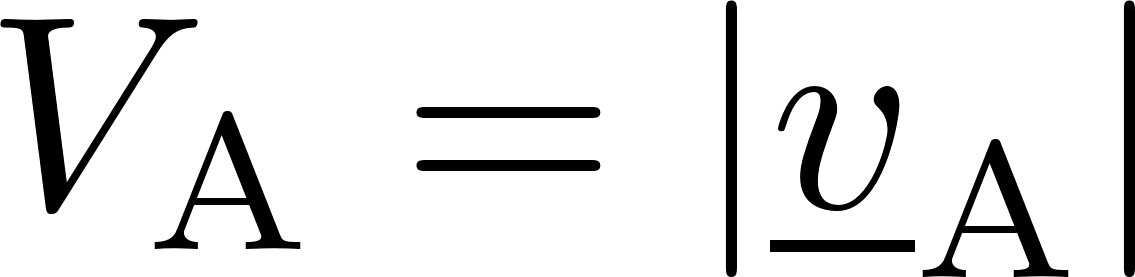 V_A = |v̲_A|